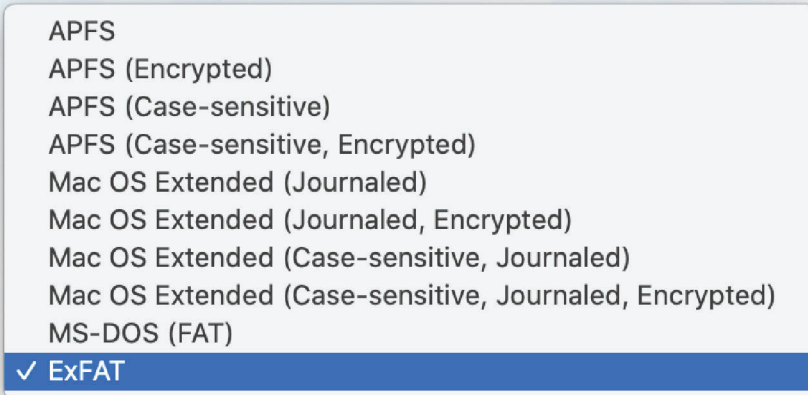 APFS
APFS (Encrypted)
APFS (Case-sensitive)
APFS (Case-sensitive, Encrypted)
Mac OS Extended (Journaled)
Mac OS Extended (Journaled, Encrypted)
Mac OS Extended (Case-sensitive, Journaled)
Mac OS Extended (Case-sensitive, Journaled, Encrypted)
MS-DOS (FAT)
✓ ExFAT